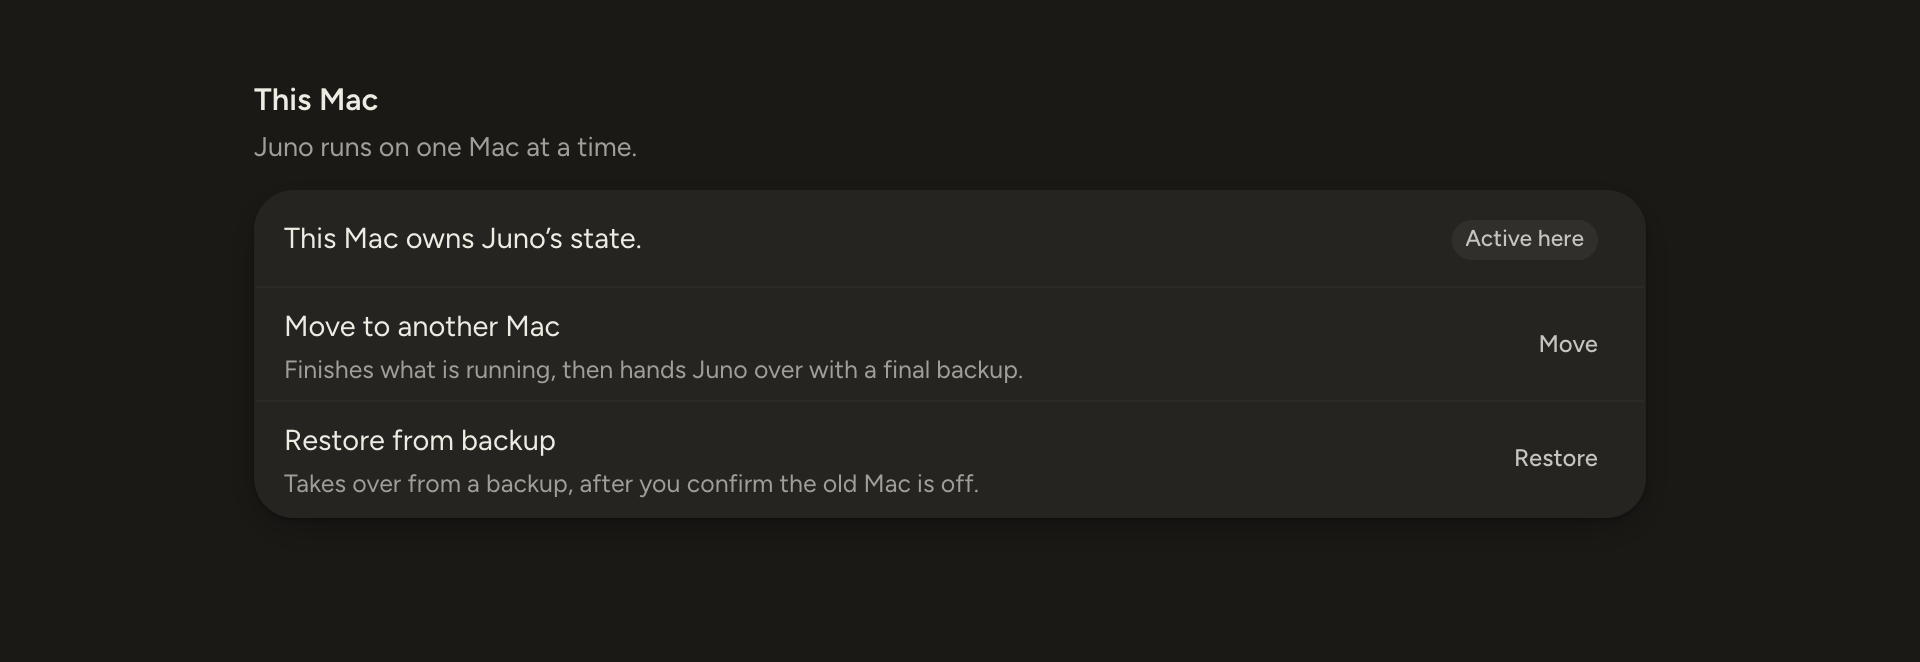 This Mac
Juno runs on one Mac at a time.
This Mac owns Juno’s state.
Active here
Move to another Mac
Finishes what is running, then hands Juno over with a final backup.
Move
Restore from backup
Takes over from a backup, after you confirm the old Mac is off.
Restore